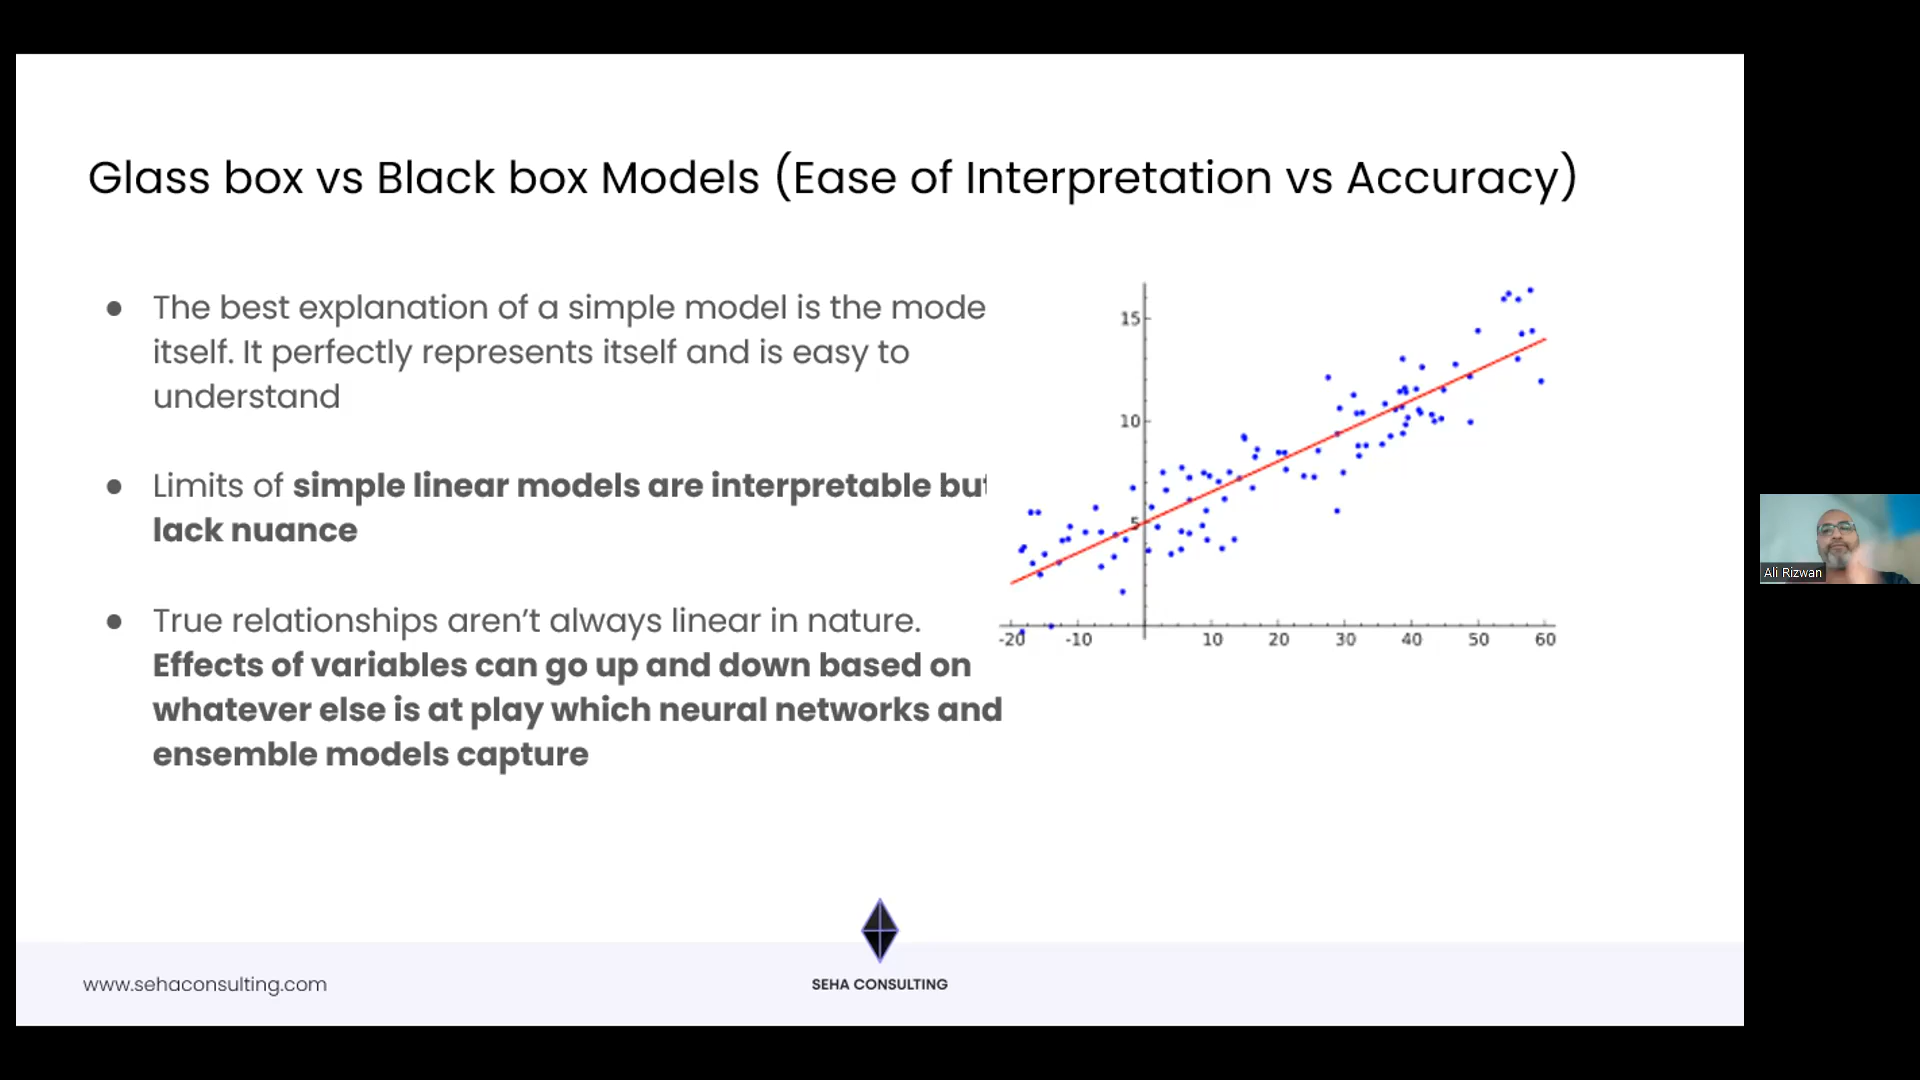 Glass box vs Black box Models (Ease of Interpretation vs Accuracy)
● The best explanation of a simple model is the mode
itself. It perfectly represents itself and is easy to
understand
● Limits of simple linear models are interpretable but
lack nuance
● True relationships aren’t always linear in nature.
Effects of variables can go up and down based on
whatever else is at play which neural networks and
ensemble models capture
15
10
5
-20 -10 10 20 30 40 50 60
Ali Rizwan
www.sehaconsulting.com
SEHA CONSULTING